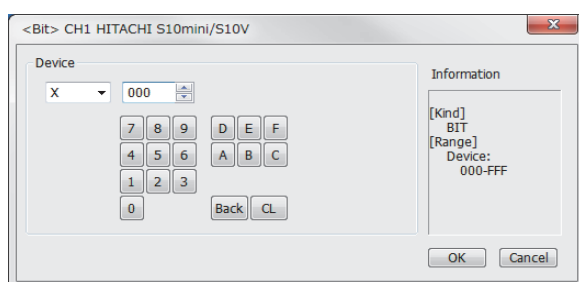 <Bit> CH1 HITACHI S10mini/S10V
Device
X 000
7 8 9 D E F
4 5 6 A B C
1 2 3
0 Back CL
Information
[Kind]
BIT
[Range]
Device:
000-FFF
OK Cancel